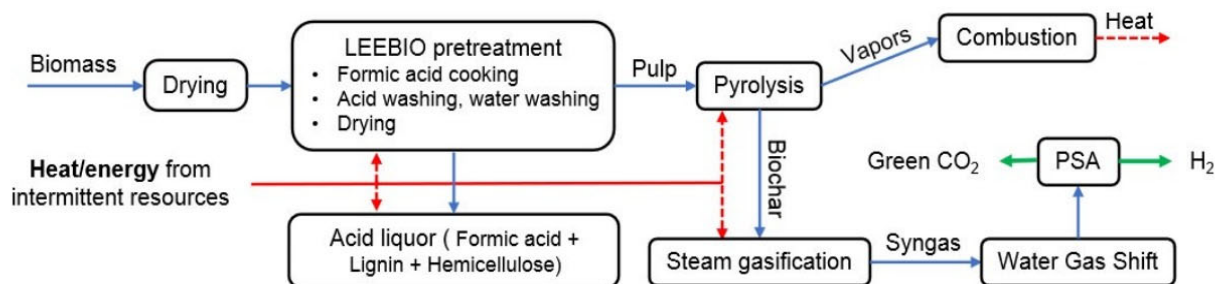 Biomass
Drying
LEEBIO pretreatment
• Formic acid cooking
• Acid washing, water washing
• Drying
Pulp
Pyrolysis
Vapors
Combustion
Heat
Heat/energy from
intermittent resources
Biochar
Green CO₂
PSA
H₂
Acid liquor ( Formic acid +
Lignin + Hemicellulose)
Steam gasification
Syngas
Water Gas Shift